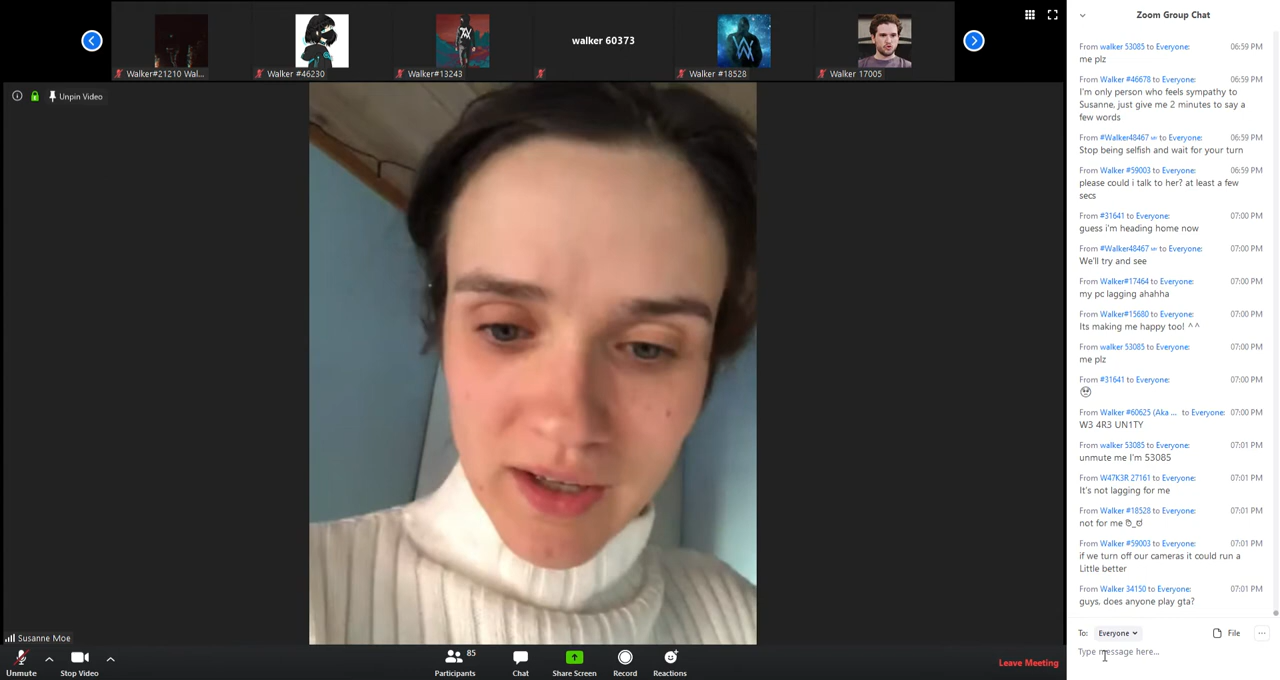 walker 60373
Walker#21210 Wal...
Walker #46230
Walker#13243
Walker #18528
Walker 17005
Unpin Video
Susanne Moe
Unmute
Stop Video
85
Participants
Chat
Share Screen
Record
Reactions
Leave Meeting
Zoom Group Chat
From walker 53085 to Everyone: 06:59 PM
me plz
From Walker #46678 to Everyone: 06:59 PM
I'm only person who feels sympathy to
Susanne, just give me 2 minutes to say a
few words
From #Walker48467 to Everyone: 06:59 PM
Stop being selfish and wait for your turn
From Walker #59003 to Everyone: 06:59 PM
please could i talk to her? at least a few
secs
From #31641 to Everyone: 07:00 PM
guess i'm heading home now
From #Walker48467 to Everyone: 07:00 PM
We'll try and see
From Walker#17464 to Everyone: 07:00 PM
my pc lagging ahahha
From Walker#15680 to Everyone: 07:00 PM
Its making me happy too! ^^
From walker 53085 to Everyone: 07:00 PM
me plz
From #31641 to Everyone: 07:00 PM
From Walker #60625 (Aka ... to Everyone: 07:00 PM
W3 4R3 UN1TY
From walker 53085 to Everyone: 07:01 PM
unmute me I'm 53085
From W47K3R 27161 to Everyone: 07:01 PM
It's not lagging for me
From Walker #18528 to Everyone: 07:01 PM
not for me
From Walker #59003 to Everyone: 07:01 PM
if we turn off our cameras it could run a
Little better
From Walker 34150 to Everyone: 07:01 PM
guys, does anyone play gta?
To: Everyone
File
Type message here...